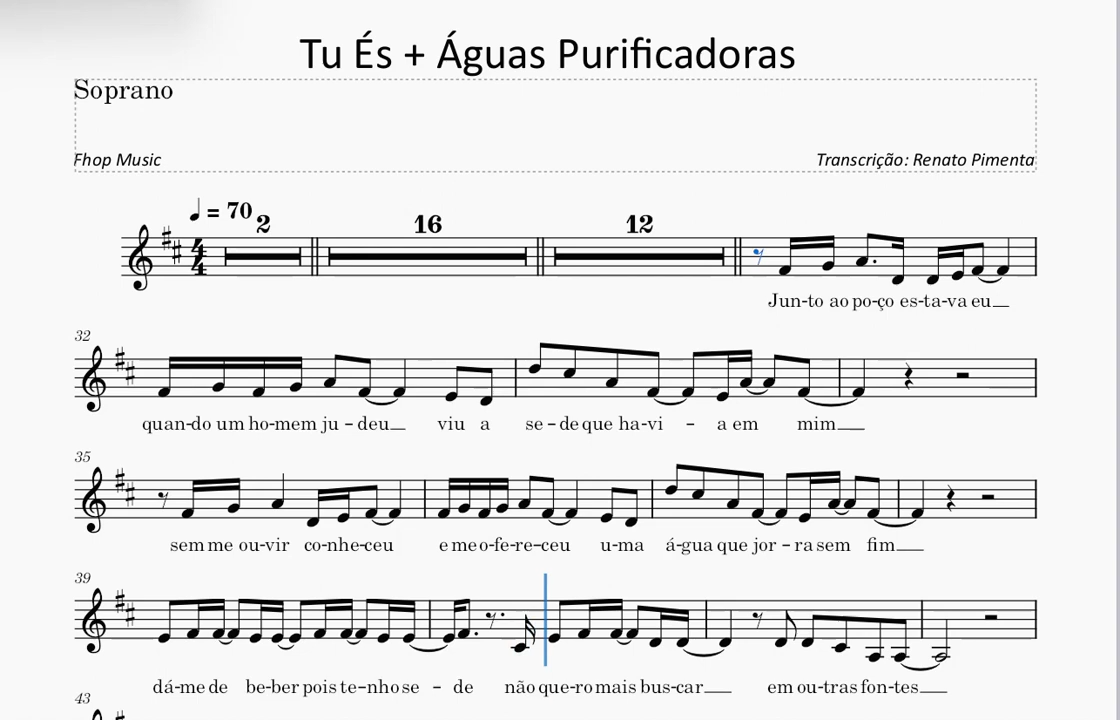 Tu És + Águas Purificadoras
Soprano
Fhop Music Transcrição: Renato Pimenta
= 70
2 16 12
4
4
Jun-to ao po-ço es-ta-va eu
32
quan-do um ho-mem ju-deu viu a se-de que ha-vi - a em mim
35
sem me ou-vir co-nhe-ceu e me o-fe-re-ceu u-ma á-gua que jor-ra sem fim
39
dá-me de be-ber pois te-nho se - de não que-ro mais bus-car em ou-tras fon-tes
43